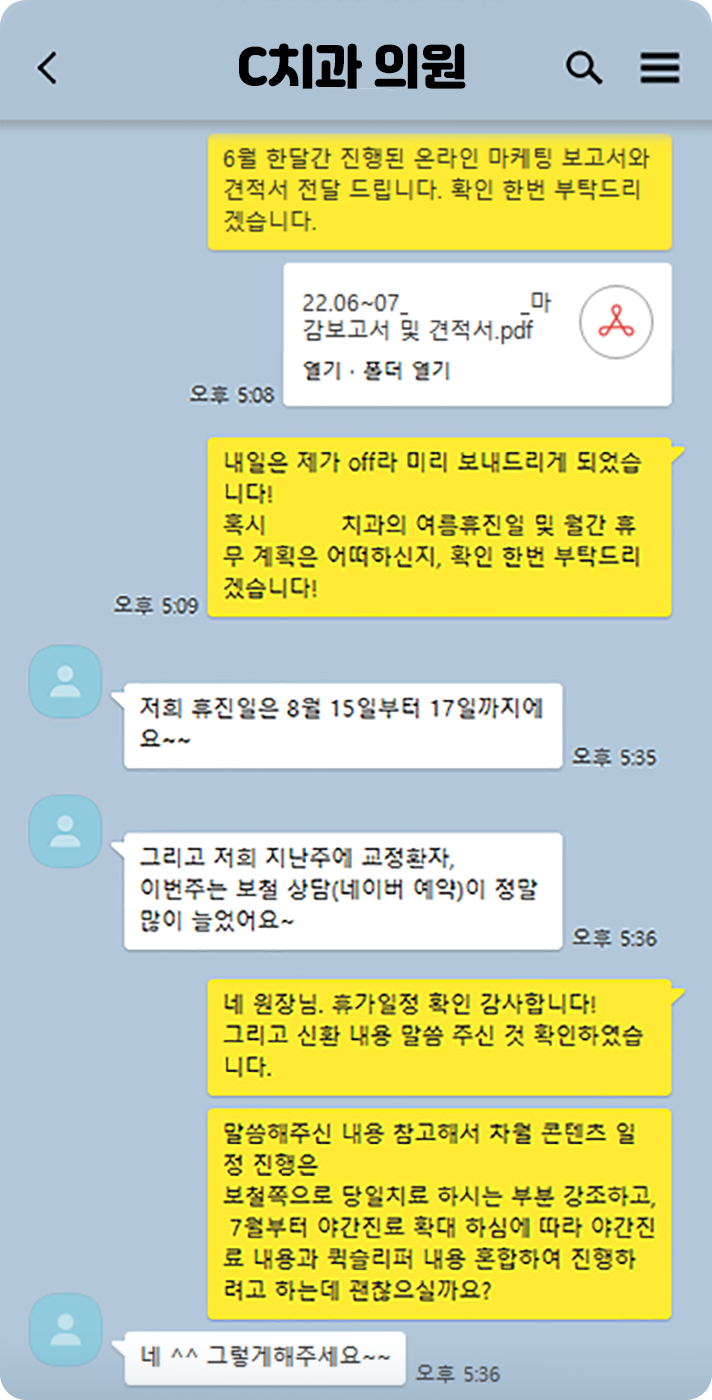 C치과 의원
6월 한달간 진행된 온라인 마케팅 보고서와
견적서 전달 드립니다. 확인 한번 부탁드리
겠습니다.
22.06~07_ _마
감보고서 및 견적서.pdf
열기 · 폴더 열기
오후 5:08
내일은 제가 off라 미리 보내드리게 되었습
니다!
혹시 치과의 여름휴진일 및 월간 휴
무 계획은 어떠하신지, 확인 한번 부탁드리
겠습니다!
오후 5:09
저희 휴진일은 8월 15일부터 17일까지에
요~~
오후 5:35
그리고 저희 지난주에 교정환자,
이번주는 보철 상담(네이버 예약)이 정말
많이 늘었어요~
오후 5:36
네 원장님. 휴가일정 확인 감사합니다!
그리고 신환 내용 말씀 주신 것 확인하였습
니다.
말씀해주신 내용 참고해서 차월 콘텐츠 일
정 진행은
보철쪽으로 당일치료 하시는 부분 강조하고,
7월부터 야간진료 확대 하심에 따라 야간진
료 내용과 퀵슬리퍼 내용 혼합하여 진행하
려고 하는데 괜찮으실까요?
네 ^^ 그렇게해주세요~~
오후 5:36